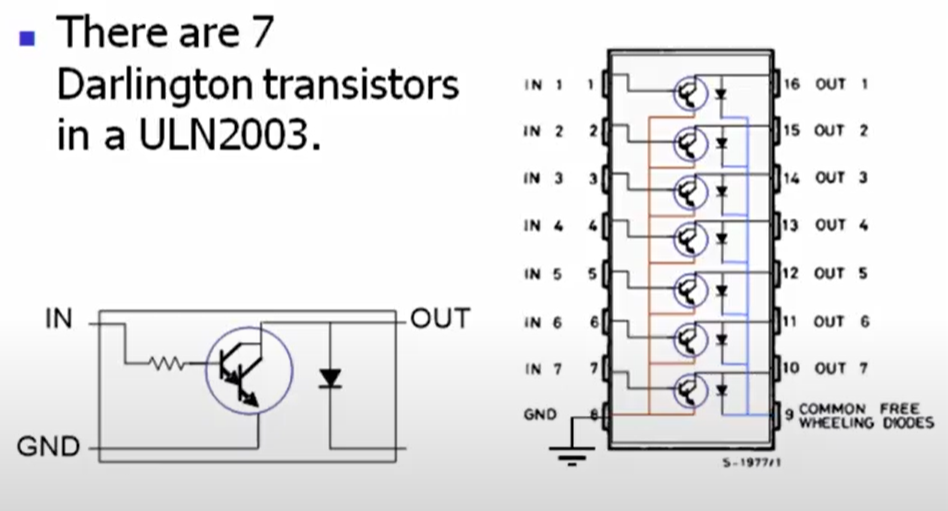 There are 7
Darlington transistors
in a ULN2003.
IN
OUT
GND
IN 1 1 16 OUT 1
IN 2 2 15 OUT 2
IN 3 3 14 OUT 3
IN 4 4 13 OUT 4
IN 5 5 12 OUT 5
IN 6 6 11 OUT 6
IN 7 7 10 OUT 7
GND 8 9 COMMON FREE
WHEELING DIODES
S-1977/1